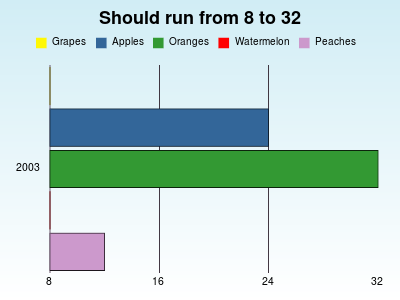 Should run from 8 to 32
Grapes Apples Oranges Watermelon Peaches
2003
8 16 24 32